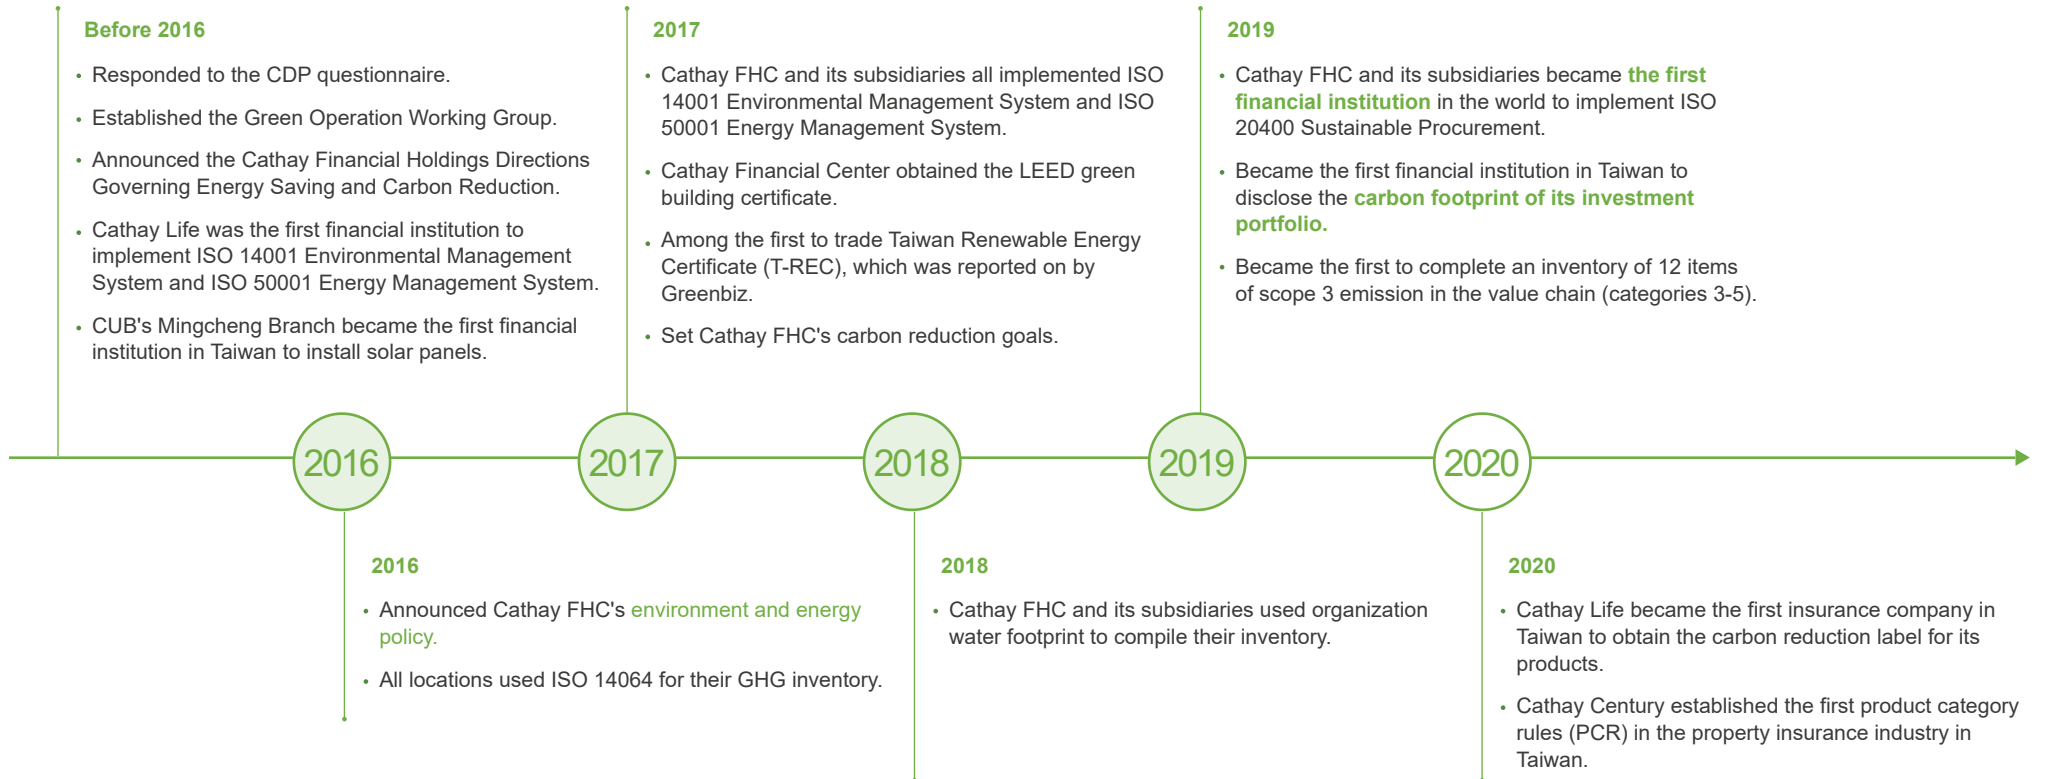 Before 2016
• Responded to the CDP questionnaire.
• Established the Green Operation Working Group.
• Announced the Cathay Financial Holdings Directions
Governing Energy Saving and Carbon Reduction.
• Cathay Life was the first financial institution to
implement ISO 14001 Environmental Management
System and ISO 50001 Energy Management System.
• CUB's Mingcheng Branch became the first financial
institution in Taiwan to install solar panels.
2017
• Cathay FHC and its subsidiaries all implemented ISO
14001 Environmental Management System and ISO
50001 Energy Management System.
• Cathay Financial Center obtained the LEED green
building certificate.
• Among the first to trade Taiwan Renewable Energy
Certificate (T-REC), which was reported on by
Greenbiz.
• Set Cathay FHC's carbon reduction goals.
2019
• Cathay FHC and its subsidiaries became the first
financial institution in the world to implement ISO
20400 Sustainable Procurement.
• Became the first financial institution in Taiwan to
disclose the carbon footprint of its investment
portfolio.
• Became the first to complete an inventory of 12 items
of scope 3 emission in the value chain (categories 3-5).
2016
2017
2018
2019
2020
2016
• Announced Cathay FHC's environment and energy
policy.
• All locations used ISO 14064 for their GHG inventory.
2018
• Cathay FHC and its subsidiaries used organization
water footprint to compile their inventory.
2020
• Cathay Life became the first insurance company in
Taiwan to obtain the carbon reduction label for its
products.
• Cathay Century established the first product category
rules (PCR) in the property insurance industry in
Taiwan.